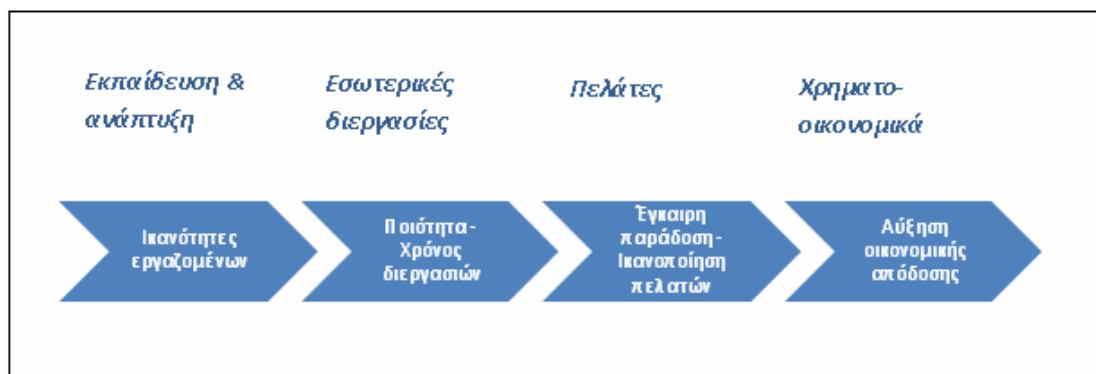 Εκπαίδευση &
ανάπτυξη
Εσωτερικές
διεργασίες
Πελάτες
Χρηματο-
οικονομικά
Ικανότητες
εργαζομένων
Ποιότητα-
Χρόνος
διεργασιών
Έγκαιρη
παράδοση-
Ικανοποίηση
πελατών
Αύξηση
οικονομικής
απόδοσης